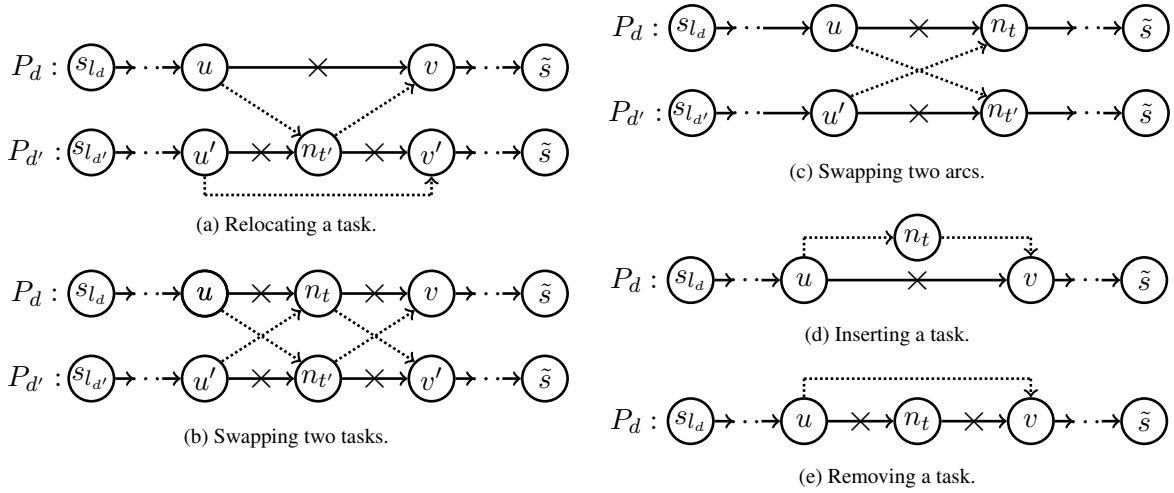 P_d : s_{l_d} ... u v ... s̃
P_{d'} : s_{l_{d'}} ... u' n_{t'} v' ... s̃
(a) Relocating a task.
P_d : s_{l_d} ... u n_t v ... s̃
P_{d'} : s_{l_{d'}} ... u' n_{t'} v' ... s̃
(b) Swapping two tasks.
P_d : s_{l_d} ... u n_t ... s̃
P_{d'} : s_{l_{d'}} ... u' n_{t'} ... s̃
(c) Swapping two arcs.
n_t
P_d : s_{l_d} ... u v ... s̃
(d) Inserting a task.
P_d : s_{l_d} ... u n_t v ... s̃
(e) Removing a task.